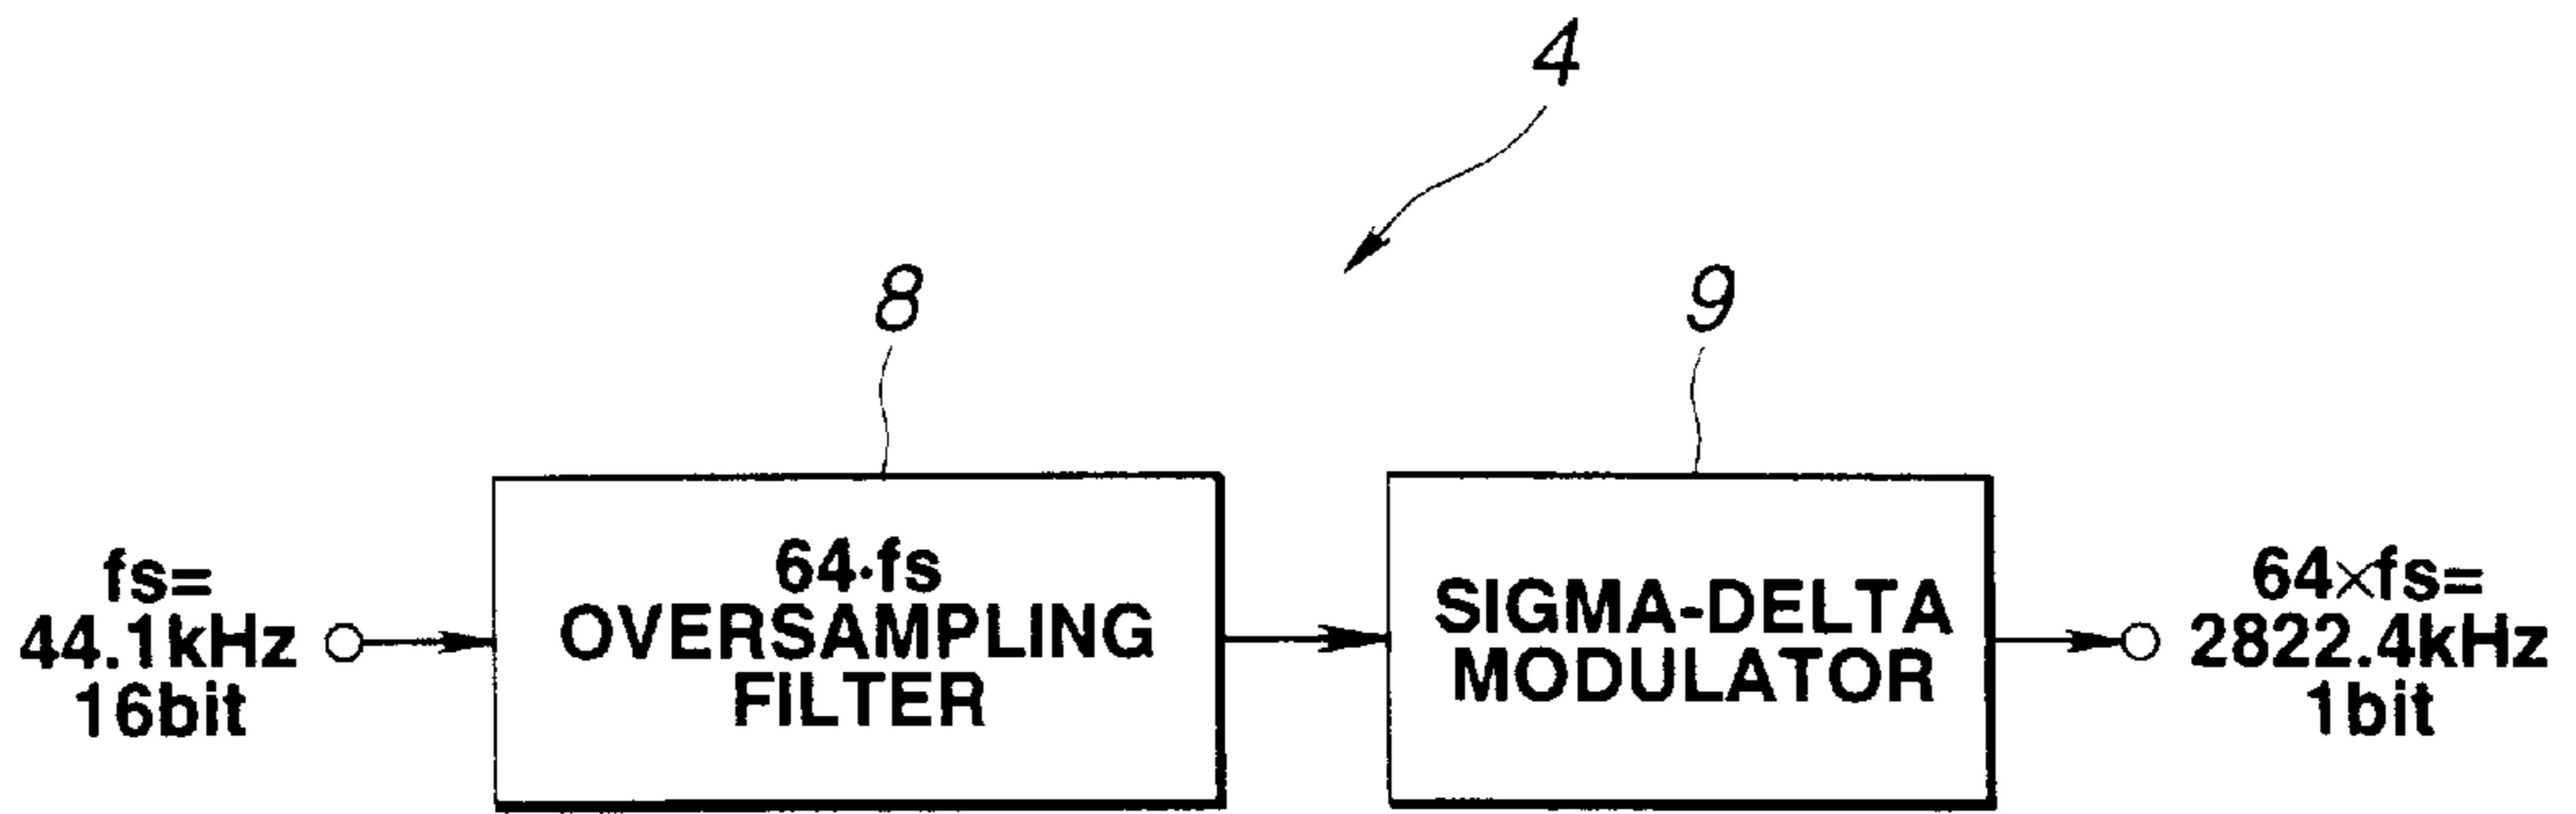 4
8
9
fs=
44.1kHz
16bit
64·fs
OVERSAMPLING
FILTER
SIGMA-DELTA
MODULATOR
64×fs=
2822.4kHz
1bit